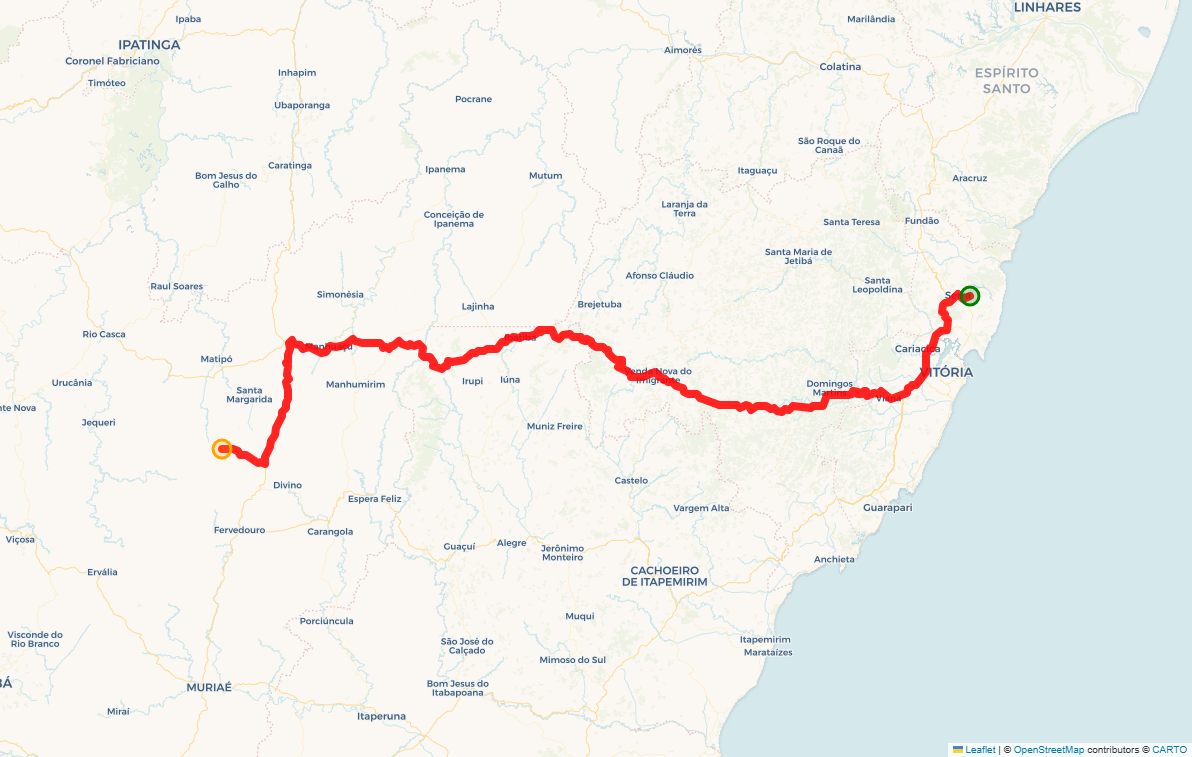 Ipaba
Marilândia
LINHARES
IPATINGA
Coronel Fabriciano
Timóteo
Inhapim
Aimorés
Colatina
ESPÍRITO
SANTO
Ubaporanga
Pocrane
São Roque do
Canaã
Caratinga
Bom Jesus do
Galho
Ipanema
Mutum
Itaguaçu
Aracruz
Conceição de
Ipanema
Laranja da
Terra
Santa Teresa
Fundão
Santa Maria de
Jetibá
Afonso Cláudio
Santa
Leopoldina
Raul Soares
Simonésia
Lajinha
Brejetuba
Rio Casca
Matipó
Cariacica
VITÓRIA
Urucânia
Santa
Margarida
Manhumirim
Irupi
Iúna
Imigrante
Domingos
Martins
Viana
nte Nova
Jequeri
Muniz Freire
Divino
Espera Feliz
Castelo
Vargem Alta
Guarapari
Viçosa
Fervedouro
Carangola
Guaçuí
Alegre
Jerônimo
Monteiro
Anchieta
Ervália
CACHOEIRO
DE ITAPEMIRIM
Visconde do
Rio Branco
Porciúncula
Muqui
São José do
Calçado
Itapemirim
Marataízes
Mimoso do Sul
BÁ
MURIAÉ
Bom Jesus do
Itabapoana
Miraí
Itaperuna
Leaflet | © OpenStreetMap contributors © CARTO